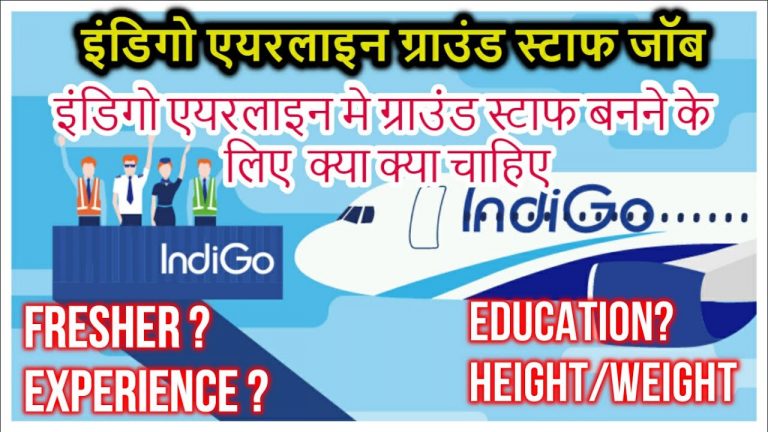 इंडिगो एयरलाइन ग्राउंड स्टाफ जॉब
इंडिगो एयरलाइन मे ग्राउंड स्टाफ बनने के
लिए क्या क्या चाहिए
IndiGo
IndiGo
FRESHER ?
EXPERIENCE ?
EDUCATION?
HEIGHT/WEIGHT